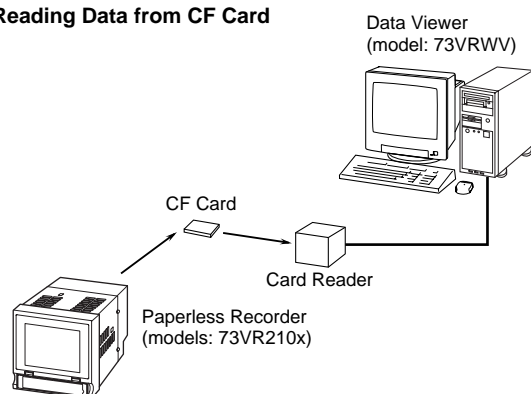 Reading Data from CF Card
Data Viewer
(model: 73VRWV)
CF Card
Card Reader
Paperless Recorder
(models: 73VR210x)